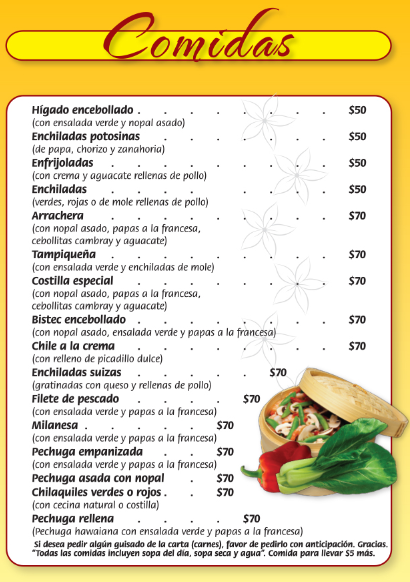 Comidas
Hígado encebollado . . . . . . . . $50
(con ensalada verde y nopal asado)
Enchiladas potosinas . . . . . . . $50
(de papa, chorizo y zanahoria)
Enfrijoladas . . . . . . . . . $50
(con crema y aguacate rellenas de pollo)
Enchiladas . . . . . . . . $50
(verdes, rojas o de mole rellenas de pollo)
Arrachera . . . . . . . . . $70
(con nopal asado, papas a la francesa,
cebollitas cambray y aguacate)
Tampiqueña . . . . . . . . . $70
(con ensalada verde y enchiladas de mole)
Costilla especial . . . . . . . . $70
(con nopal asado, papas a la francesa,
cebollitas cambray y aguacate)
Bistec encebollado . . . . . . . . $70
(con nopal asado, ensalada verde y papas a la francesa)
Chile a la crema . . . . . . . . $70
(con relleno de picadillo dulce)
Enchiladas suizas . . . . . $70
(gratinadas con queso y rellenas de pollo)
Filete de pescado . . . . $70
(con ensalada verde y papas a la francesa)
Milanesa . . . . . $70
(con ensalada verde y papas a la francesa)
Pechuga empanizada . . $70
(con ensalada verde y papas a la francesa)
Pechuga asada con nopal . $70
Chilaquiles verdes o rojos . . $70
(con cecina natural o costilla)
Pechuga rellena . . . . $70
(Pechuga hawaiana con ensalada verde y papas a la francesa)
Si desea pedir algún guisado de la carta (carnes), favor de pedirlo con anticipación. Gracias.
"Todas las comidas incluyen sopa del día, sopa seca y agua". Comida para llevar $5 más.